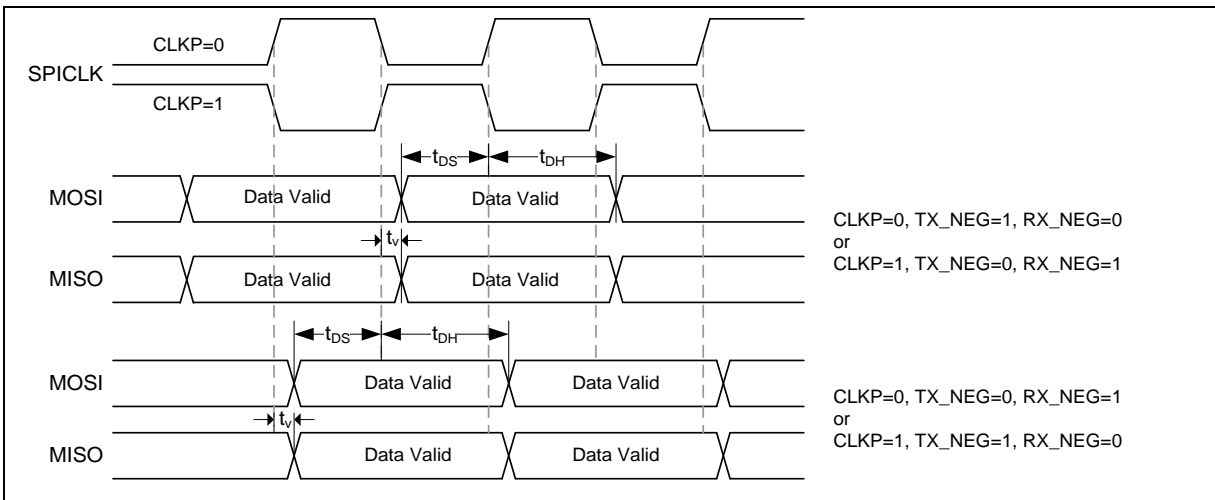 CLKP=0
SPICLK
CLKP=1
tDS tDH
MOSI Data Valid Data Valid
tv
MISO Data Valid Data Valid
CLKP=0, TX_NEG=1, RX_NEG=0
or
CLKP=1, TX_NEG=0, RX_NEG=1
tDS tDH
MOSI Data Valid Data Valid
tv
MISO Data Valid Data Valid
CLKP=0, TX_NEG=0, RX_NEG=1
or
CLKP=1, TX_NEG=1, RX_NEG=0